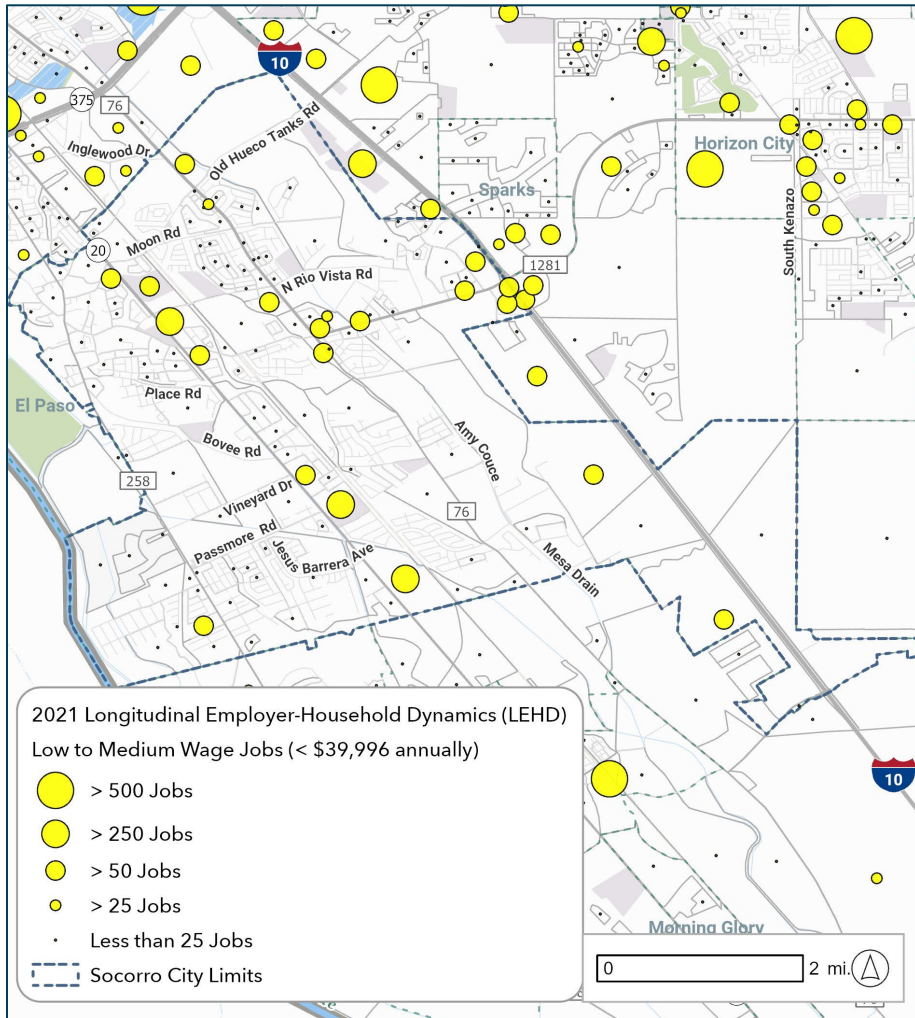 10
375
76
Inglewood Dr
Old Hueco Tanks Rd
Horizon City
Sparks
South Kenazo
20
Moon Rd
1281
N Rio Vista Rd
El Paso
Place Rd
Bovee Rd
Amy Couce
258
Vineyard Dr
76
Passmore Rd
Jesus Barrera Ave
Mesa Drain
2021 Longitudinal Employer-Household Dynamics (LEHD)
Low to Medium Wage Jobs (< $39,996 annually)
> 500 Jobs
> 250 Jobs
> 50 Jobs
> 25 Jobs
Less than 25 Jobs
Socorro City Limits
10
Morning Glory
0 2 mi.